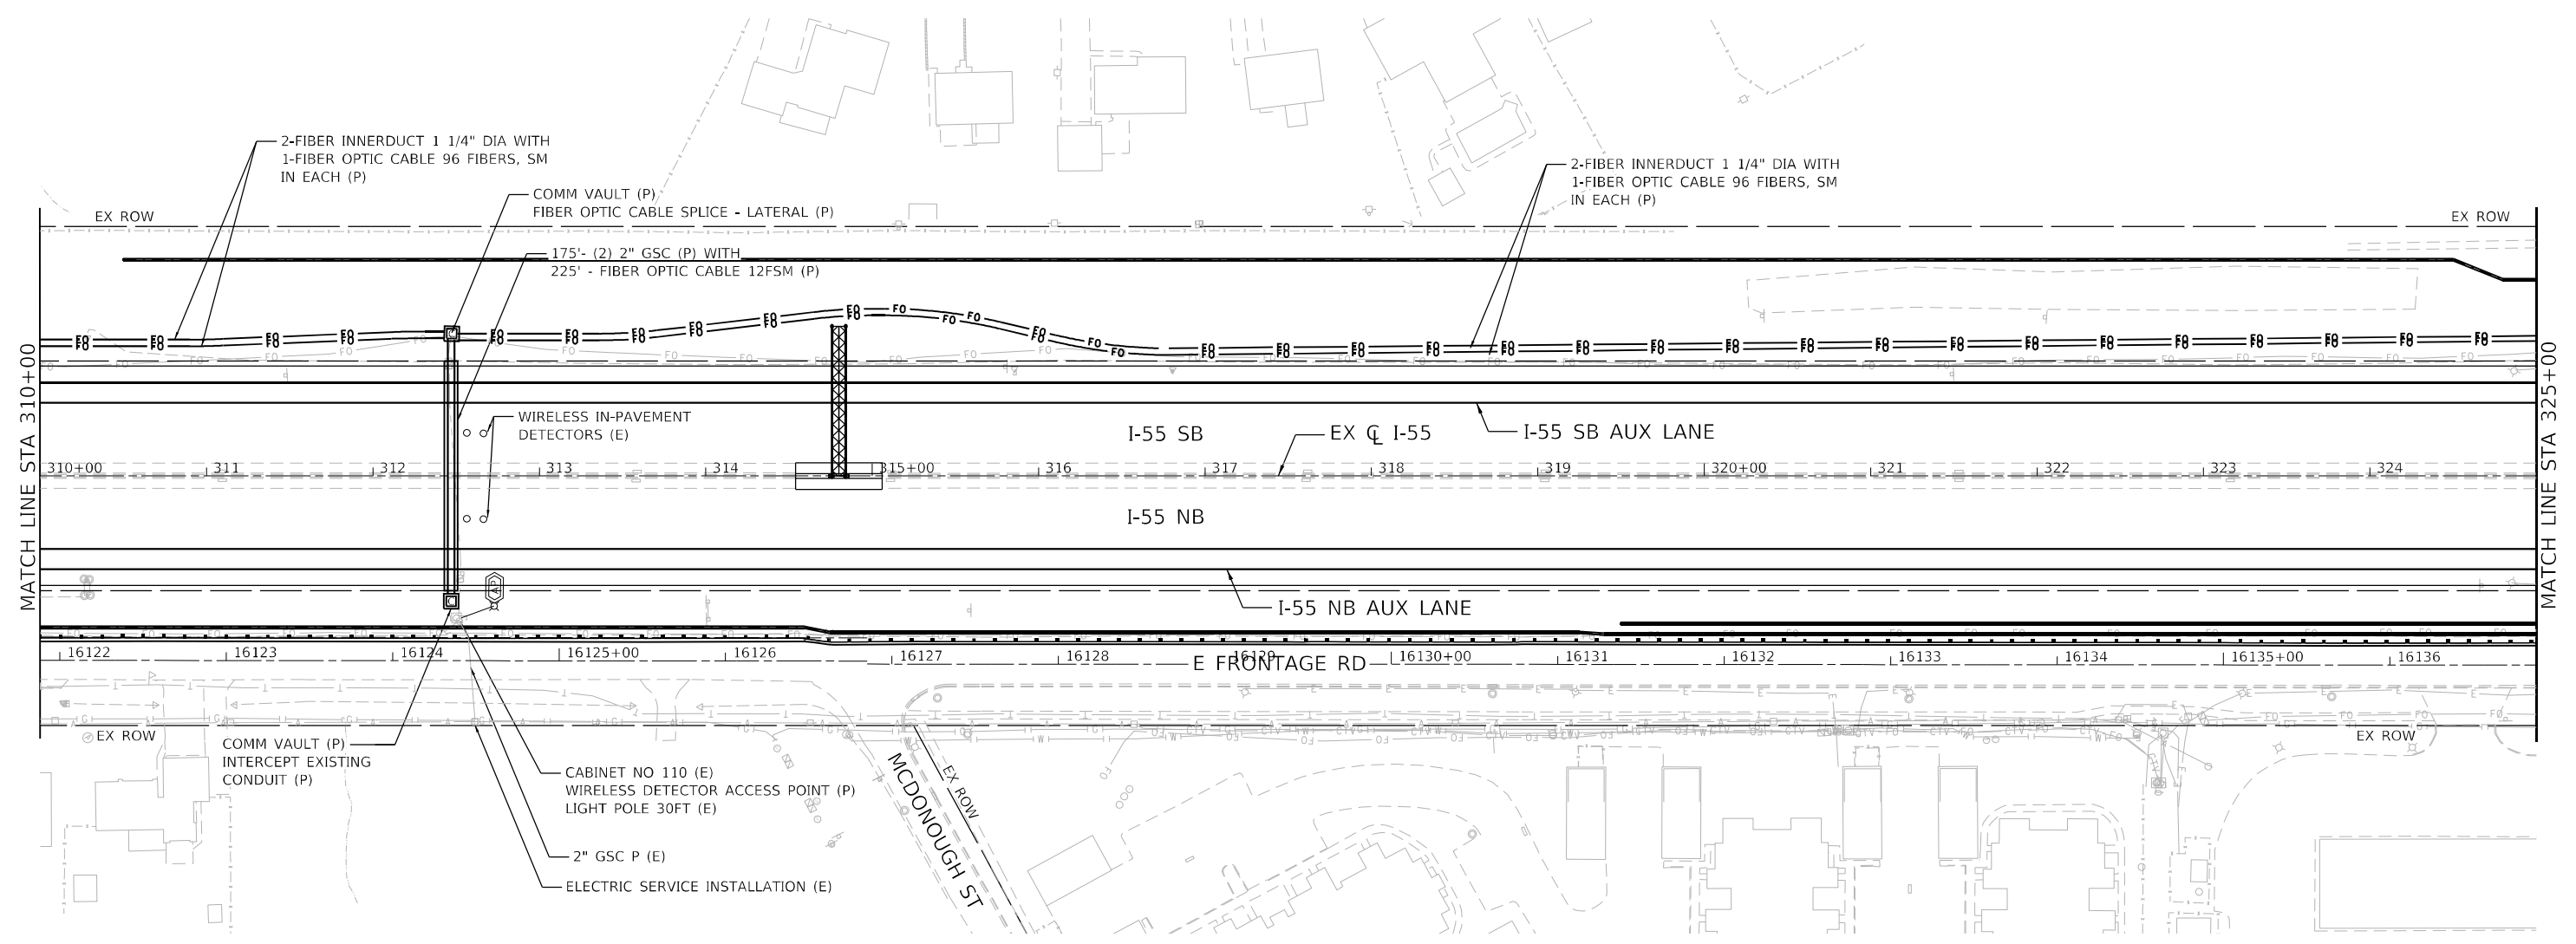 2-FIBER INNERDUCT 1 1/4" DIA WITH
1-FIBER OPTIC CABLE 96 FIBERS, SM
IN EACH (P)
COMM VAULT (P)
FIBER OPTIC CABLE SPLICE - LATERAL (P)
2-FIBER INNERDUCT 1 1/4" DIA WITH
1-FIBER OPTIC CABLE 96 FIBERS, SM
IN EACH (P)
EX ROW
EX ROW
175'- (2) 2" GSC (P) WITH
225' - FIBER OPTIC CABLE 12FSM (P)
MATCH LINE STA 310+00
MATCH LINE STA 325+00
WIRELESS IN-PAVEMENT
DETECTORS (E)
I-55 SB
EX CL I-55
I-55 SB AUX LANE
310+00 311 312 313 314 315+00 316 317 318 319 320+00 321 322 323 324
I-55 NB
AP
I-55 NB AUX LANE
16122 16123 16124 16125+00 16126 16127 16128 16129 16130+00 16131 16132 16133 16134 16135+00 16136
E FRONTAGE RD
EX ROW
EX ROW
COMM VAULT (P)
INTERCEPT EXISTING
CONDUIT (P)
CABINET NO 110 (E)
WIRELESS DETECTOR ACCESS POINT (P)
LIGHT POLE 30FT (E)
MCDONOUGH ST
EX ROW
2" GSC P (E)
ELECTRIC SERVICE INSTALLATION (E)